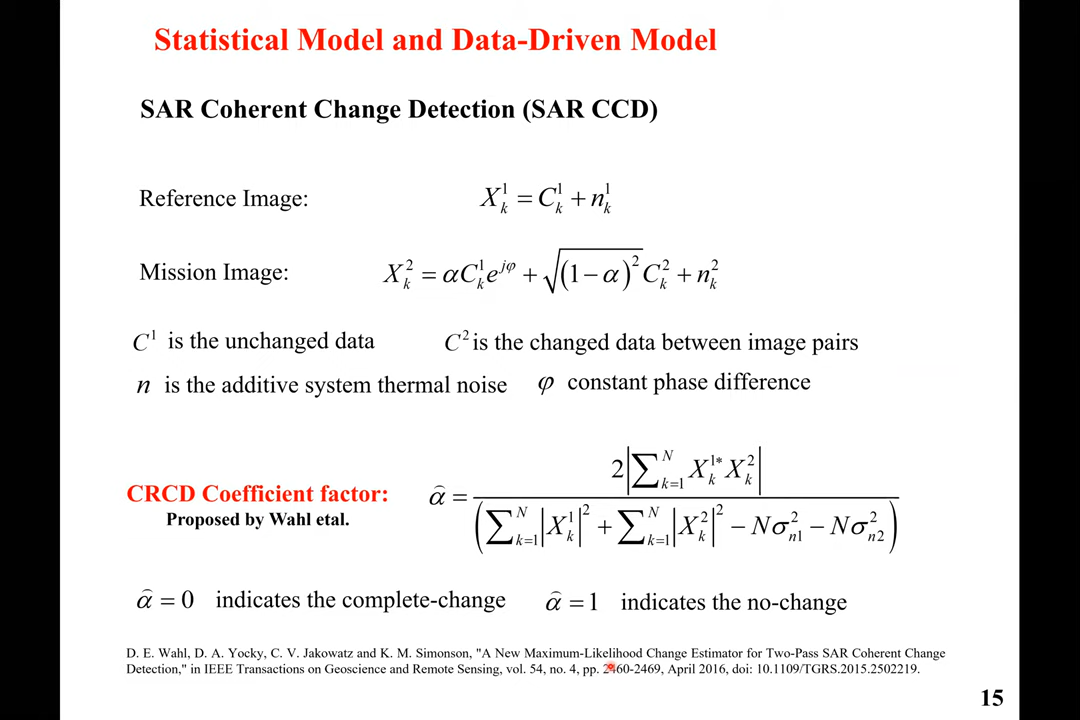 Statistical Model and Data-Driven Model
SAR Coherent Change Detection (SAR CCD)
Reference Image: X_k^1 = C_k^1 + n_k^1
Mission Image: X_k^2 = αC_k^1 e^{jφ} + √(1−α)^2 C_k^2 + n_k^2
C^1 is the unchanged data C^2 is the changed data between image pairs
n is the additive system thermal noise φ constant phase difference
CRCD Coefficient factor: α̂ = 2|∑_{k=1}^N X_k^{1*} X_k^2| / (∑_{k=1}^N |X_k^1|^2 + ∑_{k=1}^N |X_k^2|^2 − Nσ_{n1}^2 − Nσ_{n2}^2)
Proposed by Wahl etal.
α̂ = 0 indicates the complete-change α̂ = 1 indicates the no-change
D. E. Wahl, D. A. Yocky, C. V. Jakowatz and K. M. Simonson, "A New Maximum-Likelihood Change Estimator for Two-Pass SAR Coherent Change
Detection," in IEEE Transactions on Geoscience and Remote Sensing, vol. 54, no. 4, pp. 2460-2469, April 2016, doi: 10.1109/TGRS.2015.2502219.
15